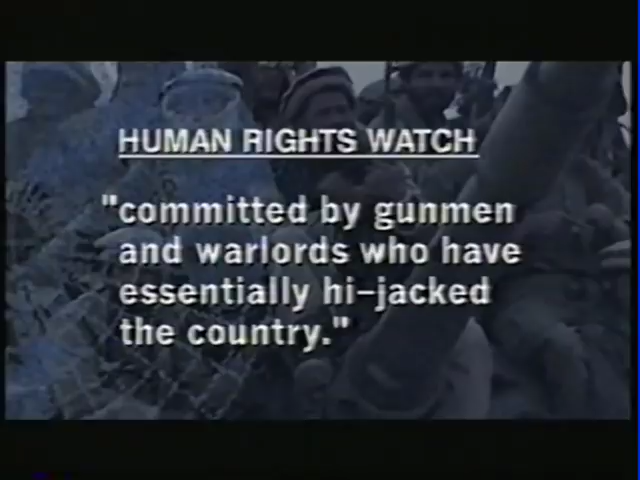 HUMAN RIGHTS WATCH
"committed by gunmen
and warlords who have
essentially hi-jacked
the country."